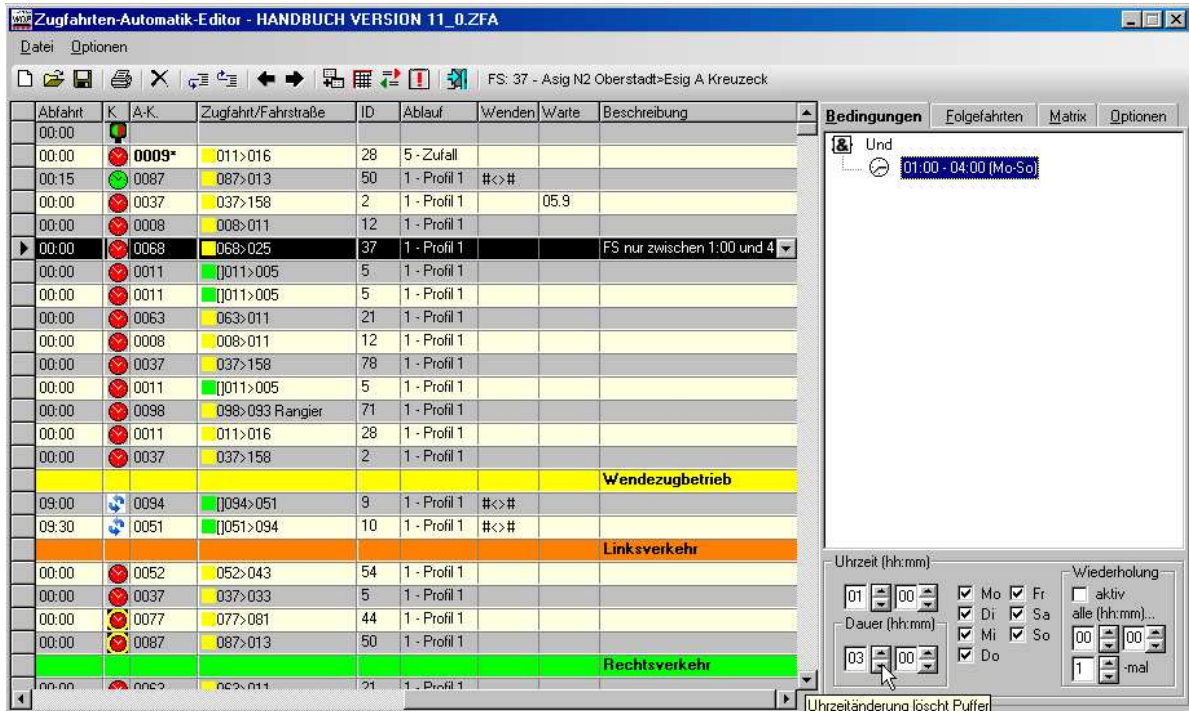 Zugfahrten-Automatik-Editor - HANDBUCH VERSION 11_0.ZFA
Datei Optionen
FS: 37 - Asig N2 Oberstadt>Esig A Kreuzeck
Abfahrt K. A-K. Zugfahrt/Fahrstraße ID Ablauf Wenden Warte Beschreibung
00:00
00:00 0009* 011>016 28 5 - Zufall
00:15 0087 087>013 50 1 - Profil 1 #<>#
00:00 0037 037>158 2 1 - Profil 1 05.9
00:00 0008 008>011 12 1 - Profil 1
00:00 0068 068>025 37 1 - Profil 1 FS nur zwischen 1:00 und 4
00:00 0011 []011>005 5 1 - Profil 1
00:00 0011 []011>005 5 1 - Profil 1
00:00 0063 063>011 21 1 - Profil 1
00:00 0008 008>011 12 1 - Profil 1
00:00 0037 037>158 78 1 - Profil 1
00:00 0011 []011>005 5 1 - Profil 1
00:00 0098 098>093 Rangier 71 1 - Profil 1
00:00 0011 011>016 28 1 - Profil 1
00:00 0037 037>158 2 1 - Profil 1
Wendezugbetrieb
09:00 0094 []094>051 9 1 - Profil 1 #<>#
09:30 0051 []051>094 10 1 - Profil 1 #<>#
Linksverkehr
00:00 0052 052>043 54 1 - Profil 1
00:00 0037 037>033 5 1 - Profil 1
00:00 0077 077>081 44 1 - Profil 1
00:00 0087 087>013 50 1 - Profil 1
Rechtsverkehr
00:00 0063 063>011 21 1 - Profil 1
Bedingungen Folgefahrten Matrix Optionen
& Und
01:00 - 04:00 (Mo-So)
Uhrzeit (hh:mm)
01 00
Dauer (hh:mm)
03 00
Mo Fr
Di Sa
Mi So
Do
Wiederholung
aktiv
alle (hh:mm)...
00 00
1 -mal
Uhrzeitänderung löscht Puffer